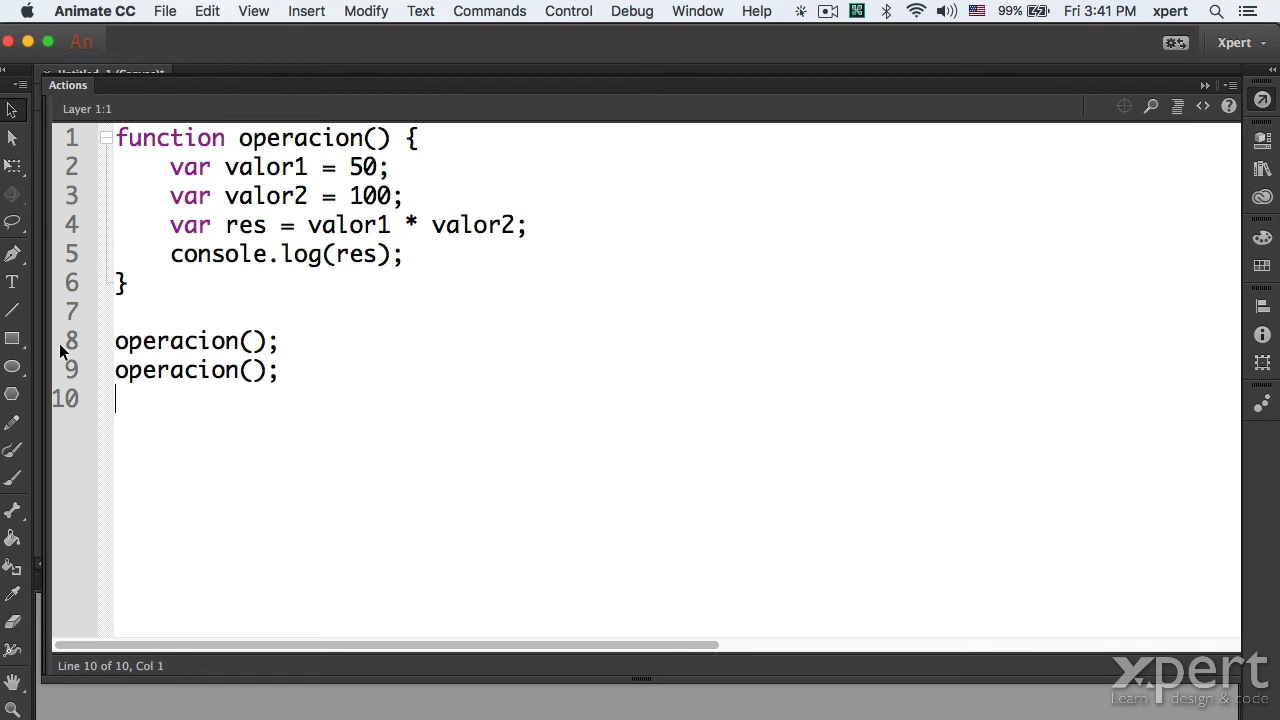 Animate CC File Edit View Insert Modify Text Commands Control Debug Window Help 99% Fri 3:41 PM xpert
An Xpert
Untitled-1 (Canvas)*
Actions
Layer 1:1
1 function operacion() {
2 var valor1 = 50;
3 var valor2 = 100;
4 var res = valor1 * valor2;
5 console.log(res);
6 }
7
8 operacion();
9 operacion();
10
Line 10 of 10, Col 1
xpert
Learn design & code